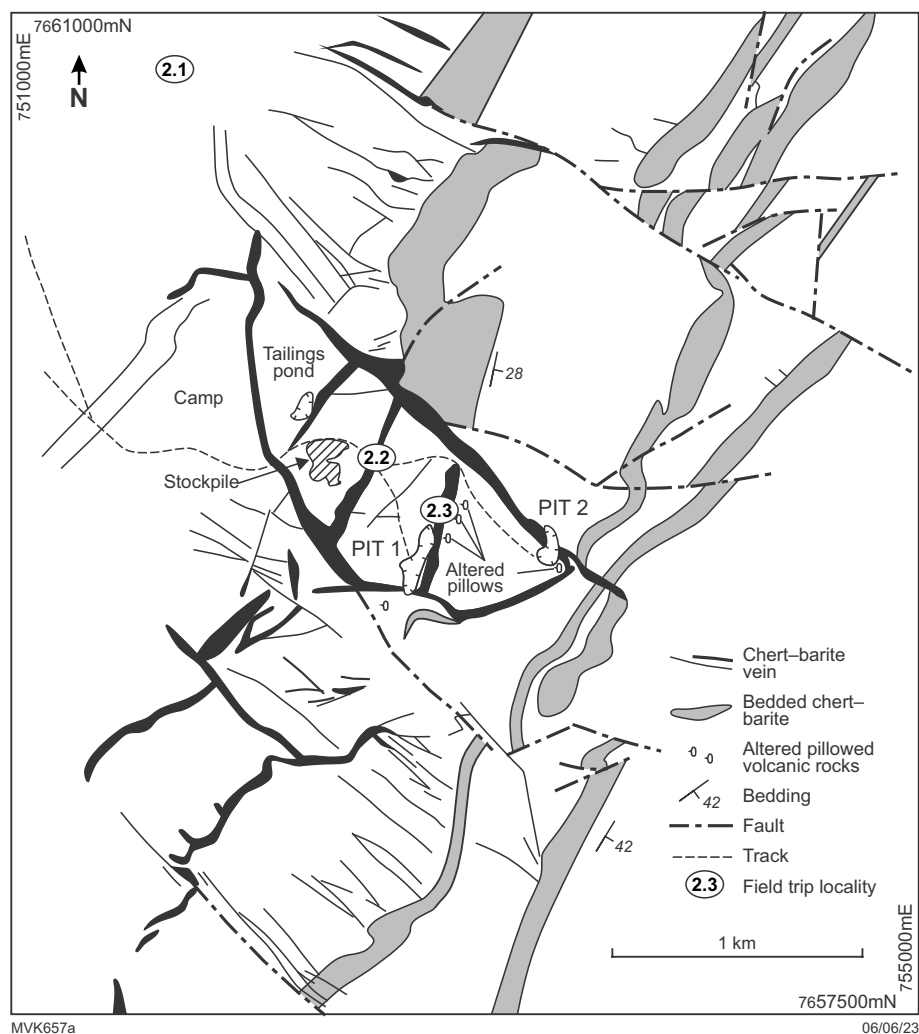 7661000mN
751000mE
N
2.1
28
Tailings
pond
Camp
2.2
Stockpile
2.3
PIT 2
PIT 1
Altered
pillows
Chert–barite
vein
Bedded chert–
barite
Altered pillowed
volcanic rocks
42 Bedding
Fault
Track
2.3 Field trip locality
42
1 km
755000mE
7657500mN
MVK657a
06/06/23